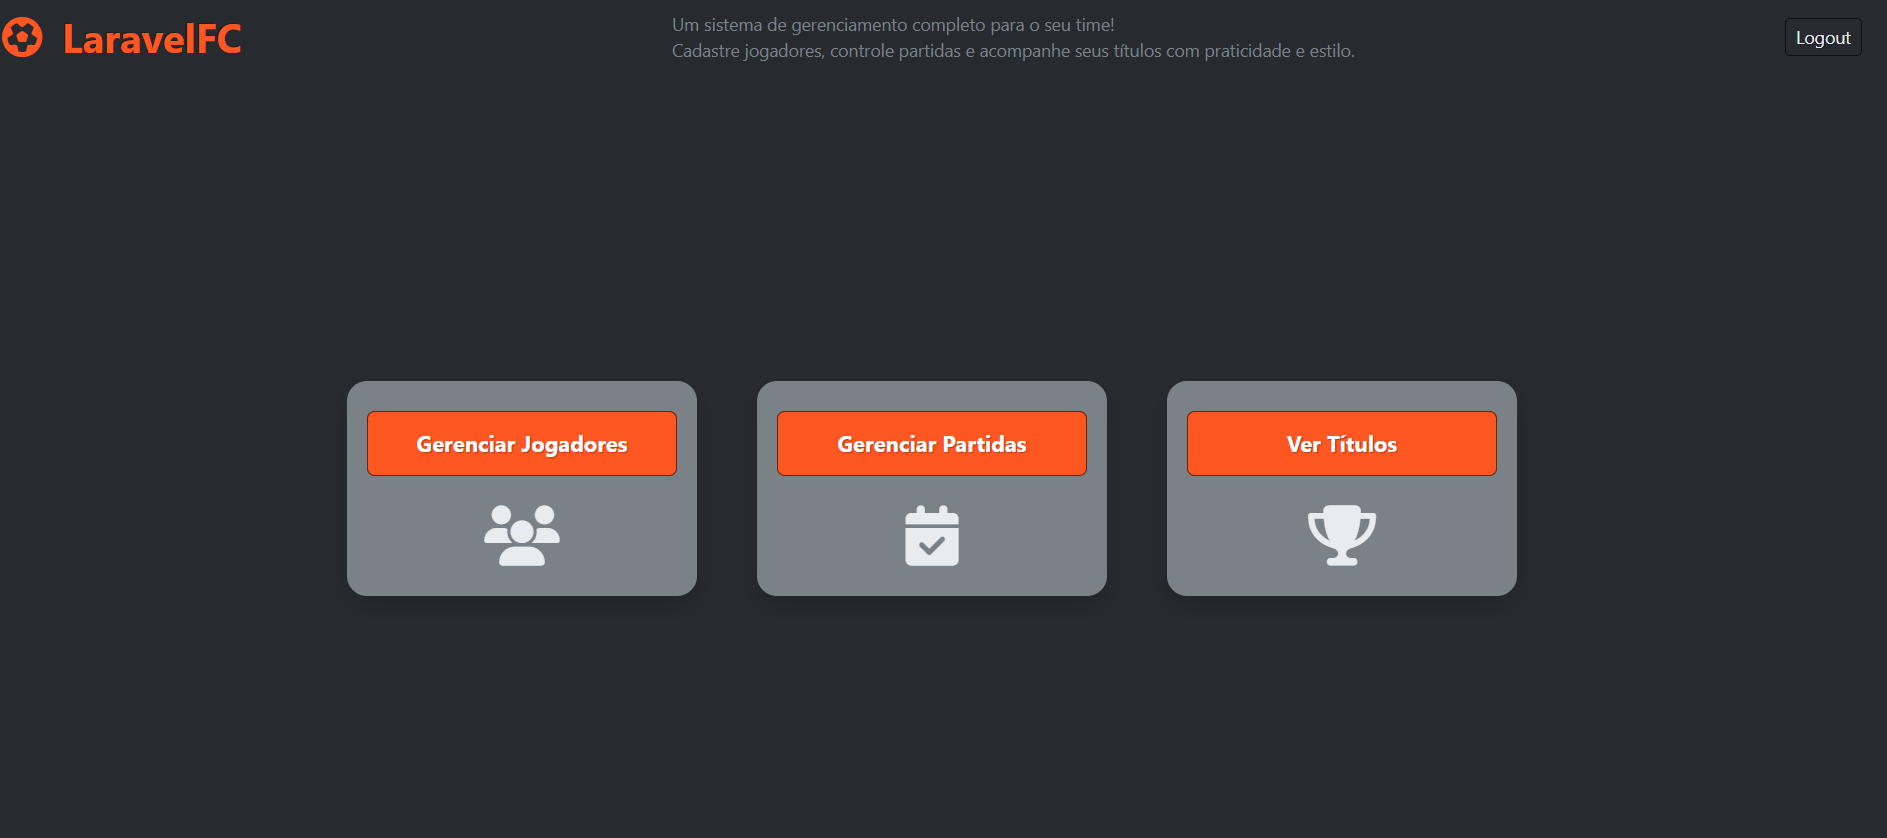 LaravelFC
Um sistema de gerenciamento completo para o seu time!
Cadastre jogadores, controle partidas e acompanhe seus títulos com praticidade e estilo.
Logout
Gerenciar Jogadores
Gerenciar Partidas
Ver Títulos